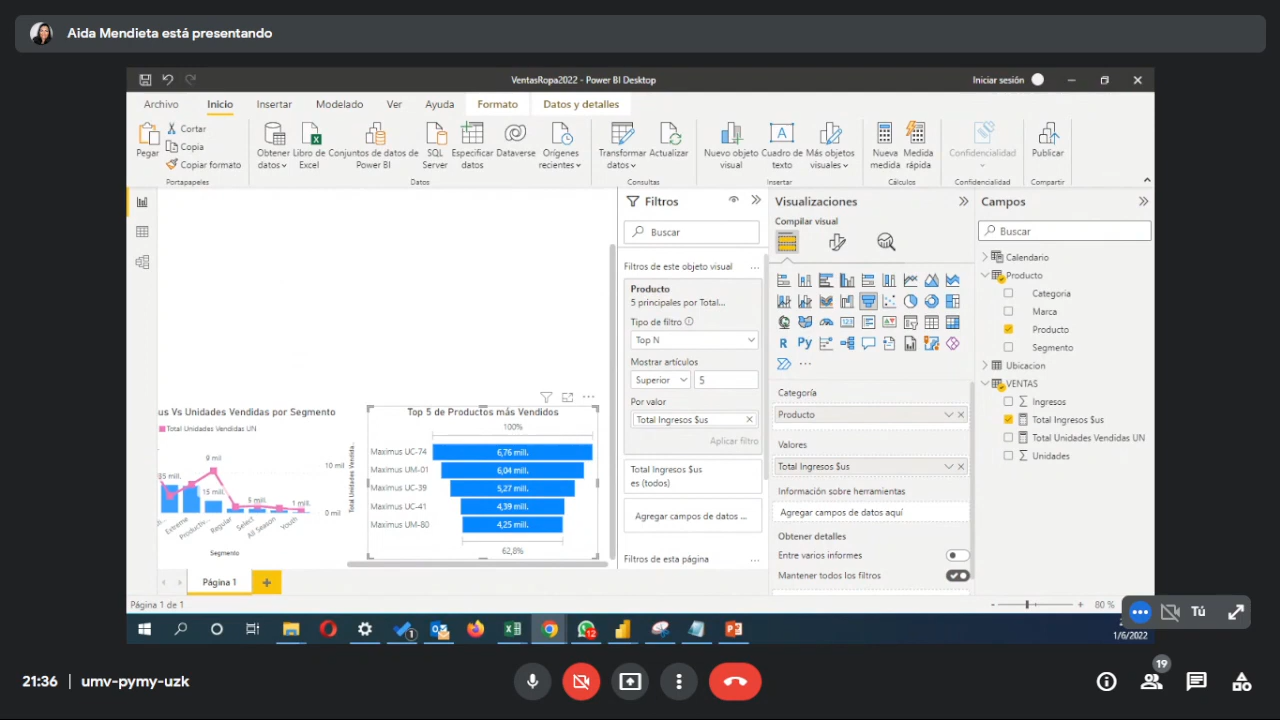 Aida Mendieta está presentando
VentasRopa2022 - Power BI Desktop
Iniciar sesión
Archivo Inicio Insertar Modelado Ver Ayuda Formato Datos y detalles
Pegar
Cortar
Copia
Copiar formato
Portapapeles
Obtener datos
Libro de Excel
Conjuntos de datos de Power BI
SQL Server
Especificar datos
Dataverse
Orígenes recientes
Datos
Transformar datos
Actualizar
Consultas
Nuevo objeto visual
Cuadro de texto
Más objetos visuales
Insertar
Nueva medida
Medida rápida
Cálculos
Confidencialidad
Confidencialidad
Publicar
Compartir
us Vs Unidades Vendidas por Segmento
Total Unidades Vendidas UN
9 mil
10 mil
35 mil.
15 mil.
5 mil.
1 mil.
0 mil
Total Unidades Vendida...
Extreme
Productiv...
Regular
Select
All Season
Youth
Segmento
Top 5 de Productos más Vendidos
100%
Maximus UC-74 6,76 mill.
Maximus UM-01 6,04 mill.
Maximus UC-39 5,27 mill.
Maximus UC-41 4,39 mill.
Maximus UM-80 4,25 mill.
62,8%
Página 1
Página 1 de 1
Filtros
Buscar
Filtros de este objeto visual ...
Producto
5 principales por Total...
Tipo de filtro
Top N
Mostrar artículos
Superior 5
Por valor
Total Ingresos $us
Aplicar filtro
Total Ingresos $us
es (todos)
Agregar campos de datos ...
Filtros de esta página ...
Visualizaciones
Compilar visual
R Py
Categoría
Producto
Valores
Total Ingresos $us
Información sobre herramientas
Agregar campos de datos aquí
Obtener detalles
Entre varios informes
Mantener todos los filtros
Campos
Buscar
Calendario
Producto
Categoria
Marca
Producto
Segmento
Ubicacion
VENTAS
Ingresos
Total Ingresos $us
Total Unidades Vendidas UN
Unidades
- + 80 %
Tú
1
12
1/6/2022
21:36 | umv-pymy-uzk
19